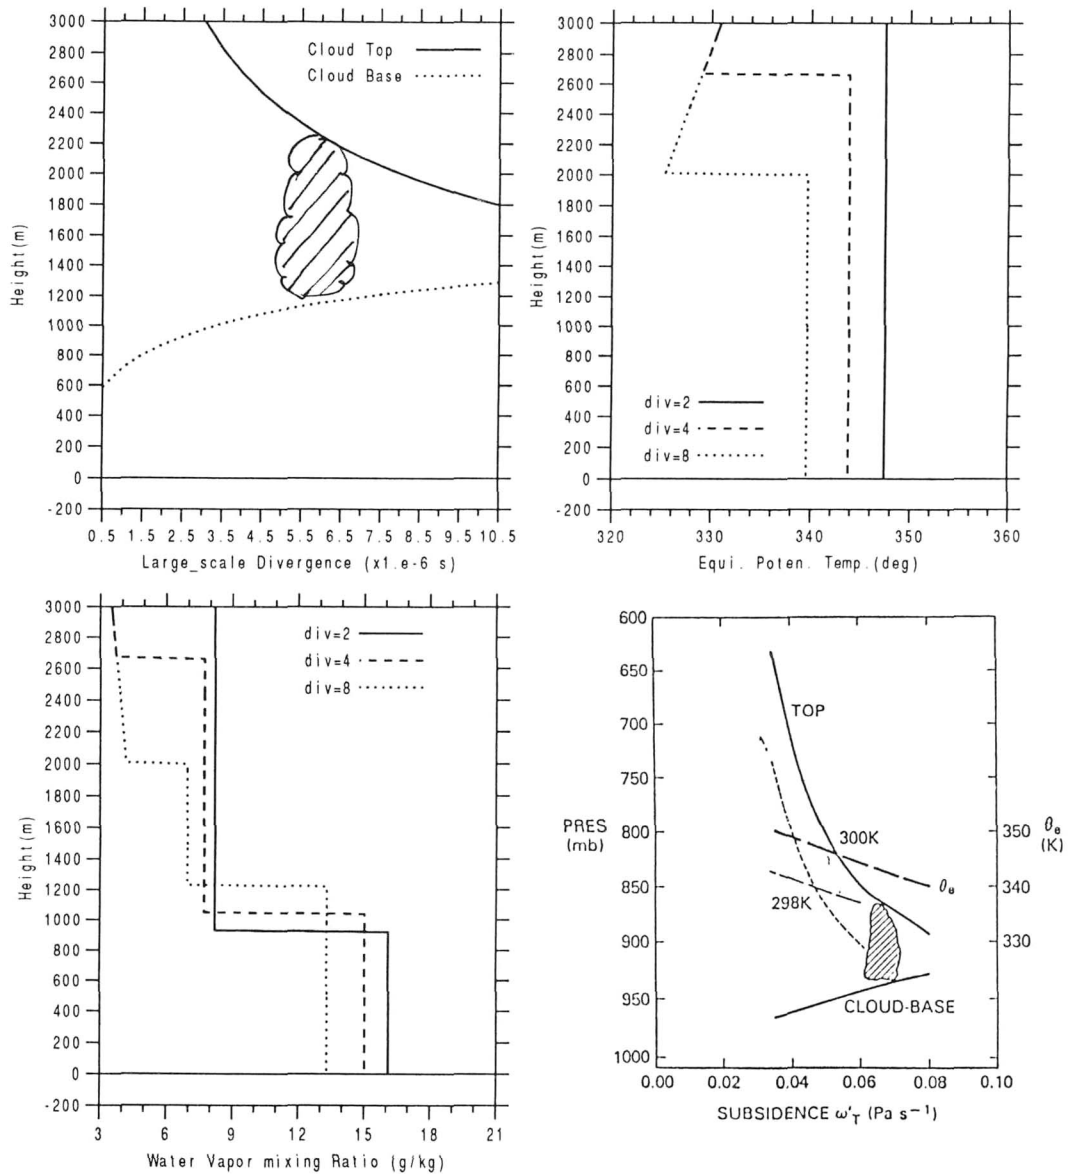 3000
2800
2600
2400
2200
2000
1800
1600
1400
1200
1000
800
600
400
200
0
-200
Height(m)
Cloud Top
Cloud Base
0.5 1.5 2.5 3.5 4.5 5.5 6.5 7.5 8.5 9.5 10.5
Large_scale Divergence (x1.e-6 s)
3000
2800
2600
2400
2200
2000
1800
1600
1400
1200
1000
800
600
400
200
0
-200
Height(m)
div=2
div=4
div=8
320 330 340 350 360
Equi. Poten. Temp.(deg)
3000
2800
2600
2400
2200
2000
1800
1600
1400
1200
1000
800
600
400
200
0
-200
Height(m)
div=2
div=4
div=8
3 6 9 12 15 18 21
Water Vapor mixing Ratio (g/kg)
600
650
700
750
800
850
900
950
1000
PRES
(mb)
TOP
300K
298K
θe
CLOUD-BASE
350
340
330
θe
(K)
0.00 0.02 0.04 0.06 0.08 0.10
SUBSIDENCE ω'T (Pa s−1)